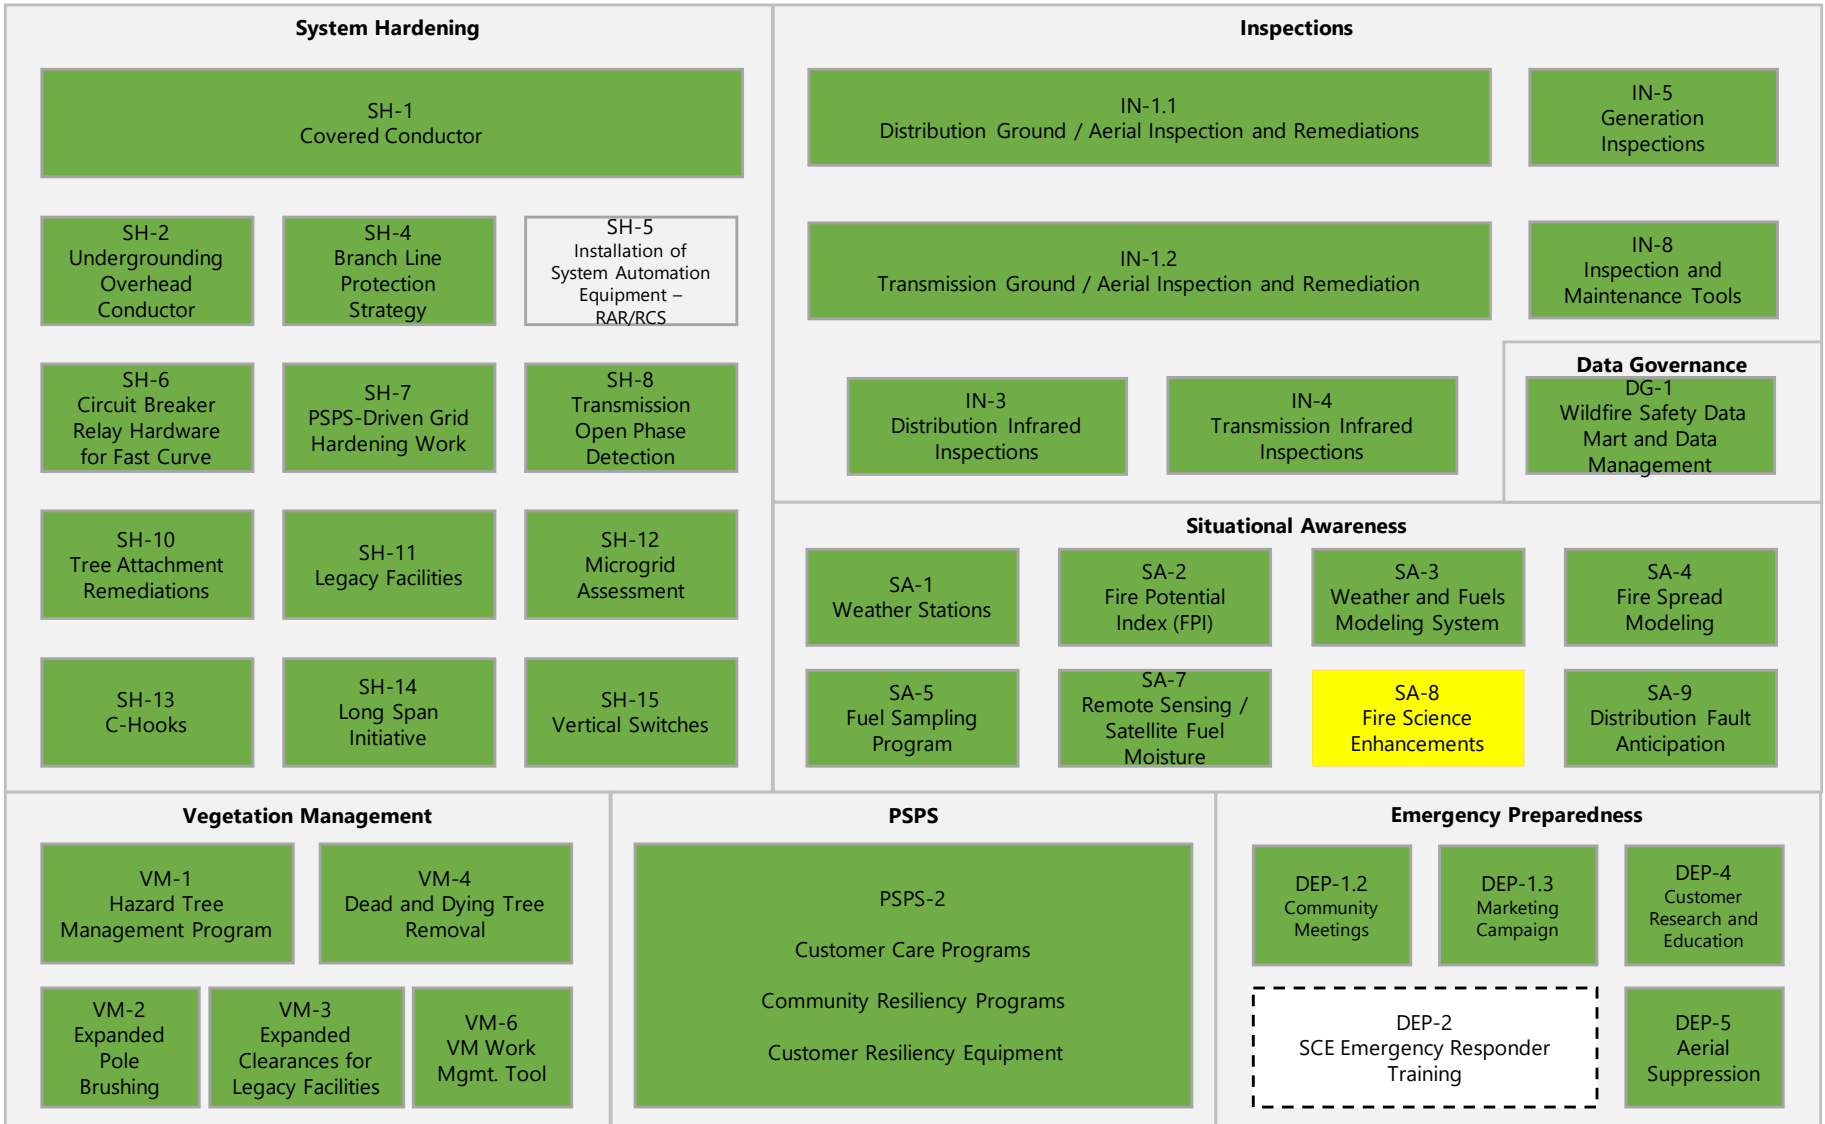 System Hardening
SH-1
Covered Conductor
SH-2
Undergrounding
Overhead
Conductor
SH-4
Branch Line
Protection
Strategy
SH-5
Installation of
System Automation
Equipment –
RAR/RCS
SH-6
Circuit Breaker
Relay Hardware
for Fast Curve
SH-7
PSPS-Driven Grid
Hardening Work
SH-8
Transmission
Open Phase
Detection
SH-10
Tree Attachment
Remediations
SH-11
Legacy Facilities
SH-12
Microgrid
Assessment
SH-13
C-Hooks
SH-14
Long Span
Initiative
SH-15
Vertical Switches
Inspections
IN-1.1
Distribution Ground / Aerial Inspection and Remediations
IN-5
Generation
Inspections
IN-1.2
Transmission Ground / Aerial Inspection and Remediation
IN-8
Inspection and
Maintenance Tools
IN-3
Distribution Infrared
Inspections
IN-4
Transmission Infrared
Inspections
Data Governance
DG-1
Wildfire Safety Data
Mart and Data
Management
Situational Awareness
SA-1
Weather Stations
SA-2
Fire Potential
Index (FPI)
SA-3
Weather and Fuels
Modeling System
SA-4
Fire Spread
Modeling
SA-5
Fuel Sampling
Program
SA-7
Remote Sensing /
Satellite Fuel
Moisture
SA-8
Fire Science
Enhancements
SA-9
Distribution Fault
Anticipation
Vegetation Management
VM-1
Hazard Tree
Management Program
VM-4
Dead and Dying Tree
Removal
VM-2
Expanded
Pole
Brushing
VM-3
Expanded
Clearances for
Legacy Facilities
VM-6
VM Work
Mgmt. Tool
PSPS
PSPS-2
Customer Care Programs
Community Resiliency Programs
Customer Resiliency Equipment
Emergency Preparedness
DEP-1.2
Community
Meetings
DEP-1.3
Marketing
Campaign
DEP-4
Customer
Research and
Education
DEP-2
SCE Emergency Responder
Training
DEP-5
Aerial
Suppression